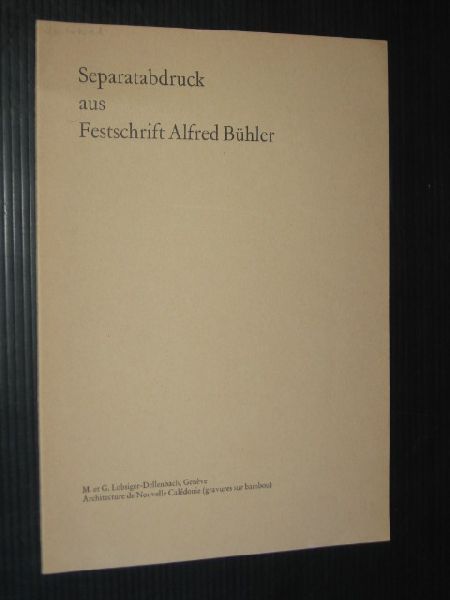 Separatabdruck
aus
Festschrift Alfred Bühler
M. et G. Lobsiger-Dellenbach, Genève
Architecture de Nouvelle Calédonie (gravures sur bambou)